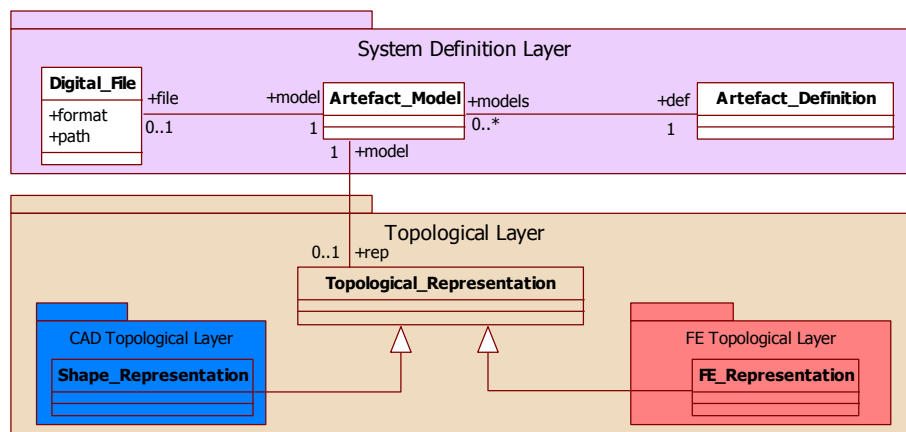 System Definition Layer
Digital_File
+format
+path
+file
0..1
+model
1
Artefact_Model
+models
0..*
+def
1
Artefact_Definition
1 +model
Topological Layer
0..1 +rep
Topological_Representation
CAD Topological Layer
Shape_Representation
FE Topological Layer
FE_Representation